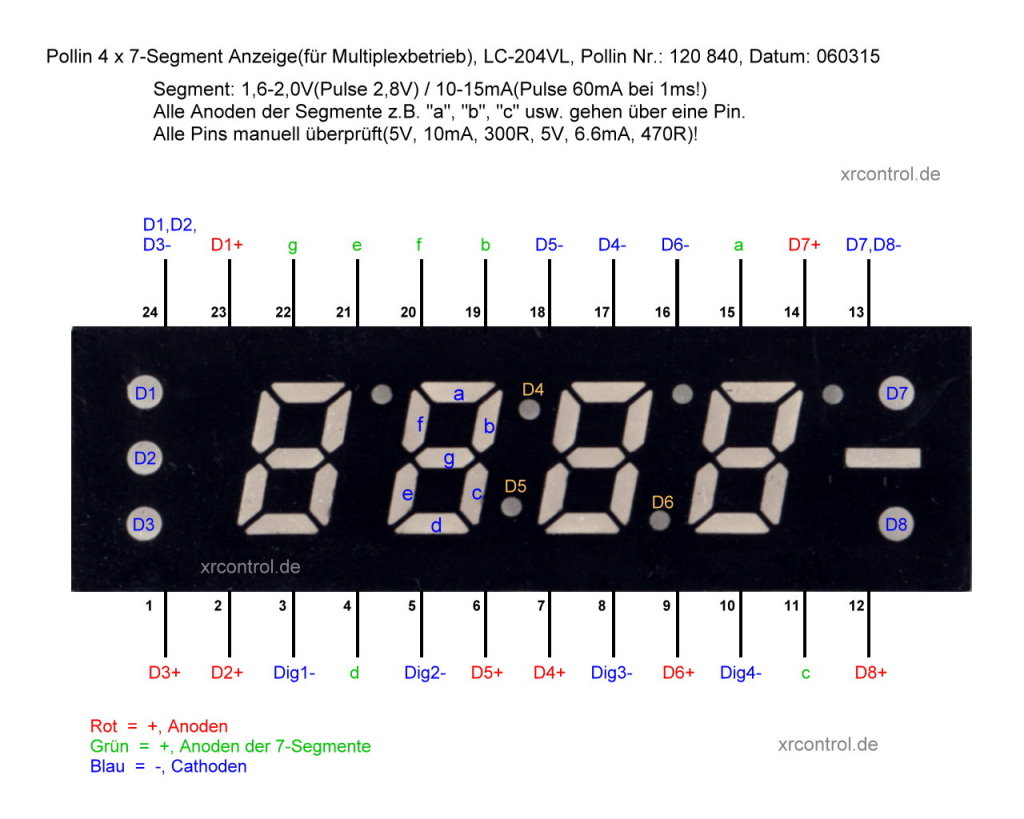 Pollin 4 x 7-Segment Anzeige(für Multiplexbetrieb), LC-204VL, Pollin Nr.: 120 840, Datum: 060315
Segment: 1,6-2,0V(Pulse 2,8V) / 10-15mA(Pulse 60mA bei 1ms!)
Alle Anoden der Segmente z.B. "a", "b", "c" usw. gehen über eine Pin.
Alle Pins manuell überprüft(5V, 10mA, 300R, 5V, 6.6mA, 470R)!
xrcontrol.de
D1,D2,
D3- D1+ g e f b D5- D4- D6- a D7+ D7,D8-
24 23 22 21 20 19 18 17 16 15 14 13
D1 a D4 D7
f b
D2 g
e c D5 D6
D3 d D8
xrcontrol.de
1 2 3 4 5 6 7 8 9 10 11 12
D3+ D2+ Dig1- d Dig2- D5+ D4+ Dig3- D6+ Dig4- c D8+
Rot = +, Anoden
Grün = +, Anoden der 7-Segmente
xrcontrol.de
Blau = -, Cathoden